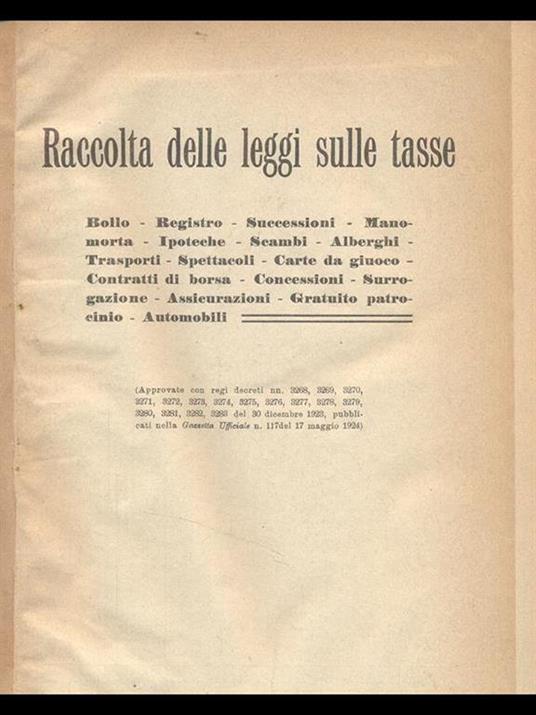 Raccolta delle leggi sulle tasse
Bollo - Registro - Successioni - Mano-
morta - Ipoteche - Scambi - Alberghi -
Trasporti - Spettacoli - Carte da giuoco -
Contratti di borsa - Concessioni - Surro-
gazione - Assicurazioni - Gratuito patro-
cinio - Automobili
(Approvate con regi decreti nn. 3268, 3269, 3270,
3271, 3272, 3273, 3274, 3275, 3276, 3277, 3278, 3279,
3280, 3281, 3282, 3283 del 30 dicembre 1923, pubbli-
cati nella Gazzetta Ufficiale n. 117del 17 maggio 1924)